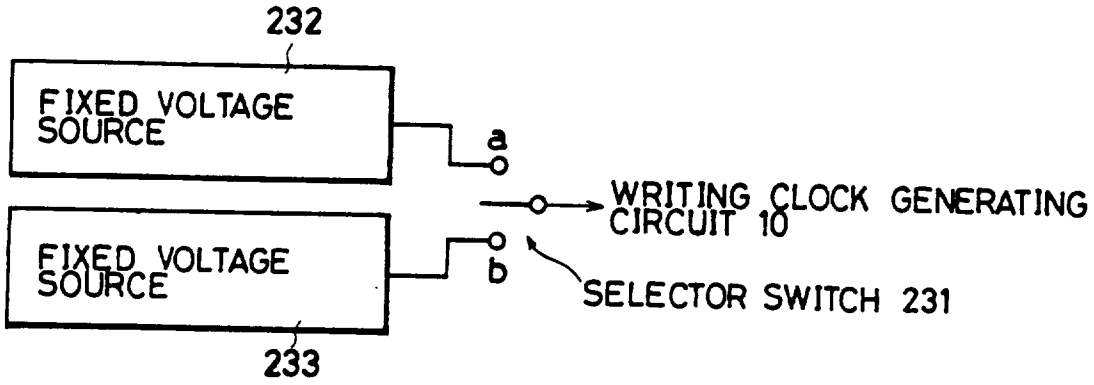 232
FIXED VOLTAGE
SOURCE
a
WRITING CLOCK GENERATING
CIRCUIT 10
FIXED VOLTAGE
SOURCE
b
SELECTOR SWITCH 231
233